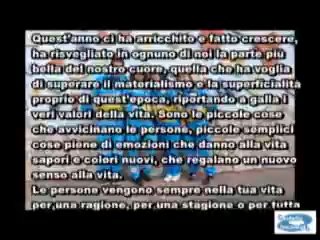 Quest'anno ci ha arricchito e fatto crescere,
ha risvegliato in ognuno di noi la parte più
bella del nostro cuore, quella che ha voglia
di superare il materialismo e la superficialità
proprio di quest'epoca, riportando a galla i
veri valori della vita. Sono le piccole cose
che avvicinano le persone, piccole semplici
cose piene di emozioni che danno alla vita
sapori e colori nuovi, che regalano un nuovo
senso alla vita.
Le persone vengono sempre nella tua vita
per una ragione, per una stagione o per tutta